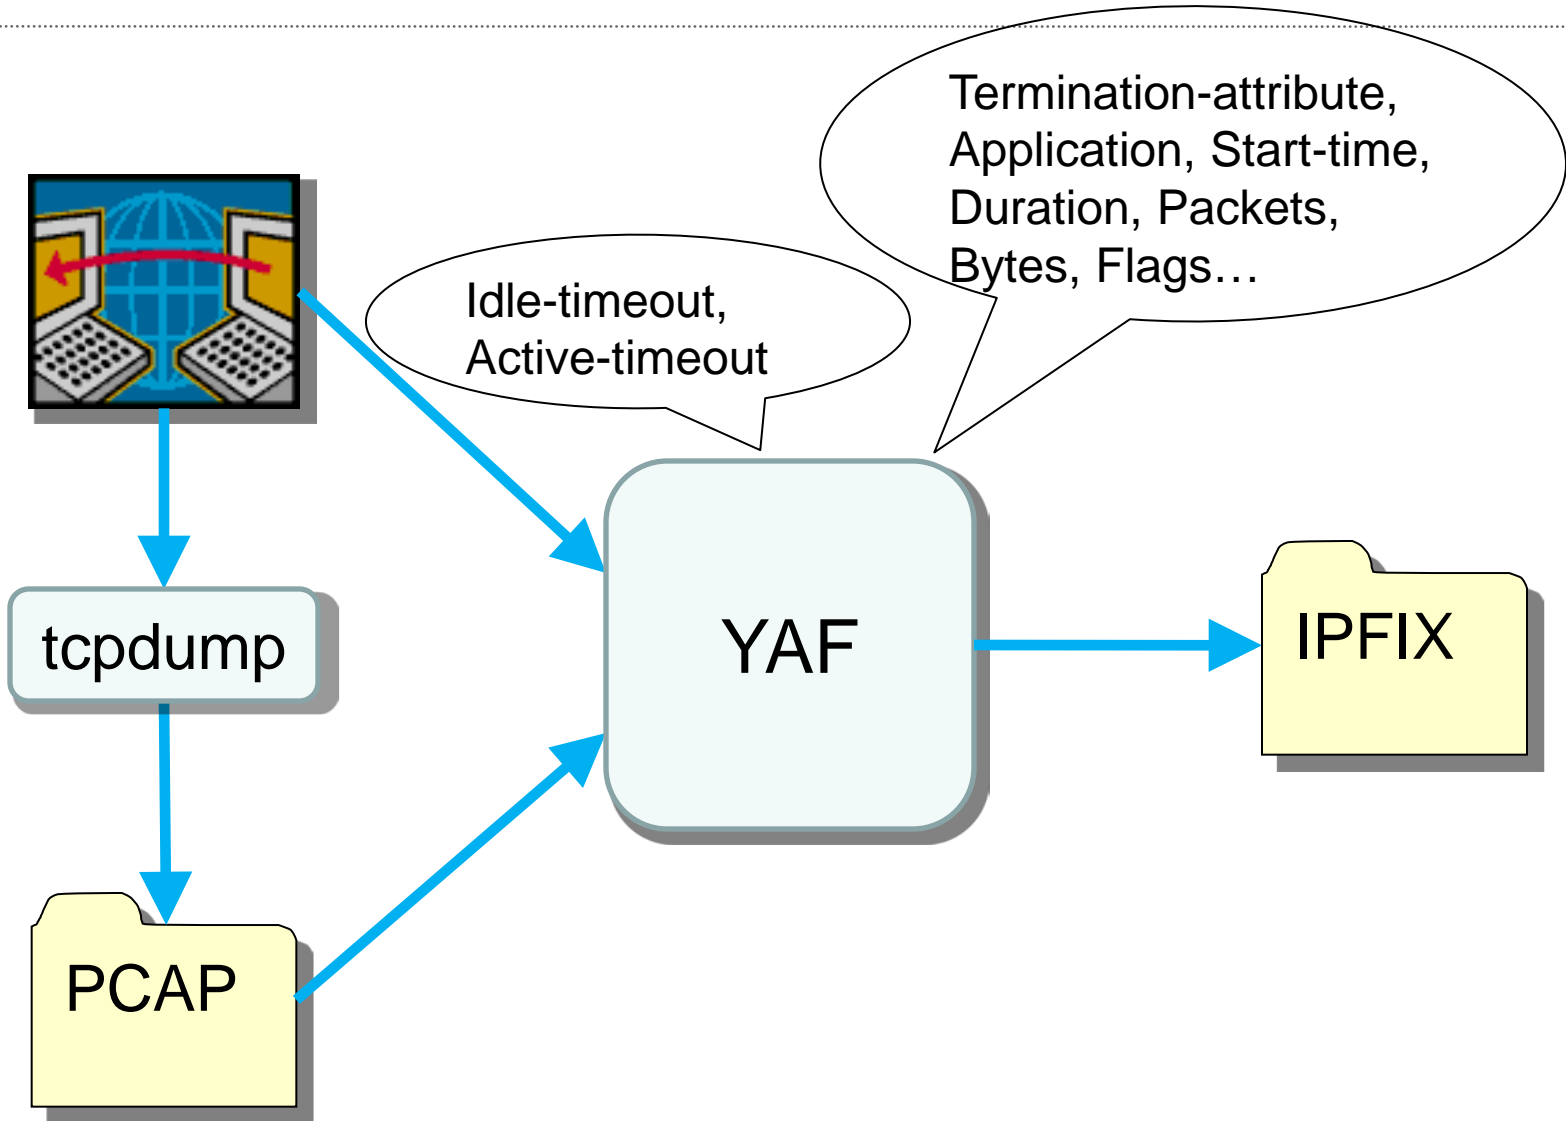 Termination-attribute,
Application, Start-time,
Duration, Packets,
Bytes, Flags…
Idle-timeout,
Active-timeout
tcpdump
YAF
IPFIX
PCAP